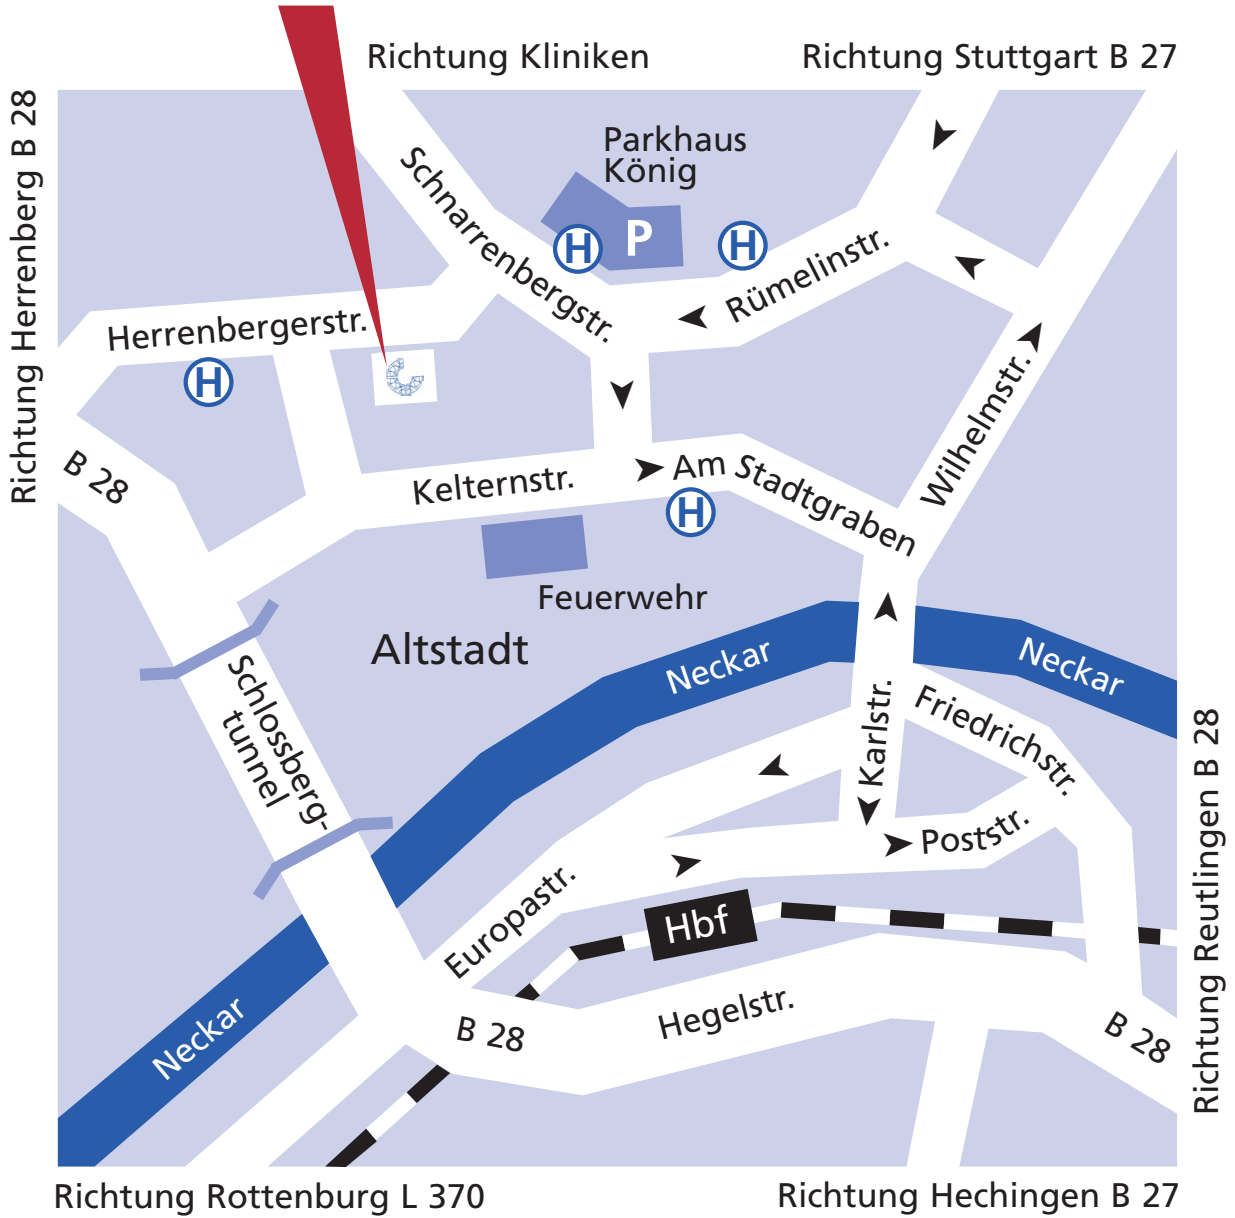 Richtung Kliniken
Richtung Stuttgart B 27
Richtung Herrenberg B 28
Parkhaus
König
P
H
H
Schnarrenbergstr.
Rümelinstr.
Herrenbergerstr.
H
Wilhelmstr.
B 28
Kelternstr.
Am Stadtgraben
H
Feuerwehr
Altstadt
Neckar
Neckar
Schlossberg-
tunnel
Karlstr.
Friedrichstr.
Poststr.
Europastr.
Hbf
Richtung Reutlingen B 28
Neckar
B 28
Hegelstr.
B 28
Richtung Rottenburg L 370
Richtung Hechingen B 27